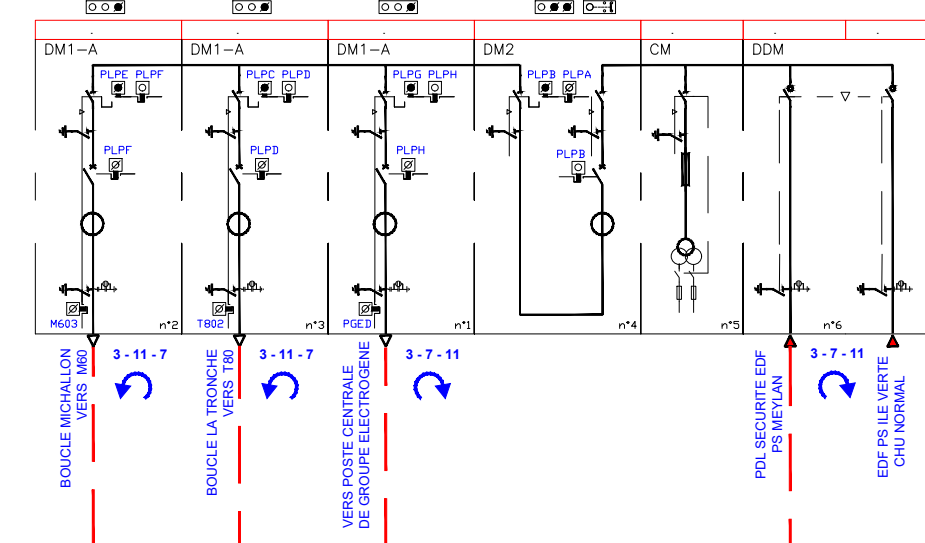 DM1-A
DM1-A
DM1-A
DM2
CM
DDM
PLPE PLPF
PLPC PLPD
PLPG PLPH
PLPB PLPA
PLPF
PLPD
PLPH
PLPB
M603
n°2
T802
n°3
PGED
n°1
n°4
n°5
n°6
3 - 11 - 7
3 - 11 - 7
3 - 7 - 11
3 - 7 - 11
BOUCLE MICHALLON
VERS M60
BOUCLE LA TRONCHE
VERS T80
VERS POSTE CENTRALE
DE GROUPE ELECTROGENE
PDL SECURITE EDF
PS MEYLAN
EDF PS ILE VERTE
CHU NORMAL